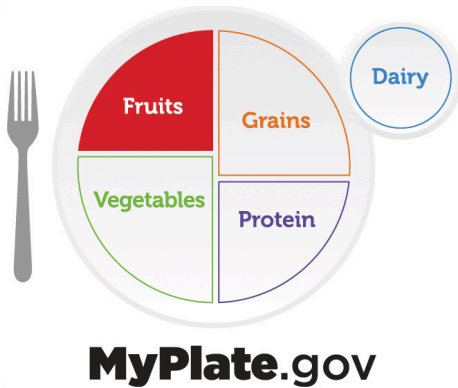 Dairy
Fruits
Grains
Vegetables
Protein
MyPlate.gov